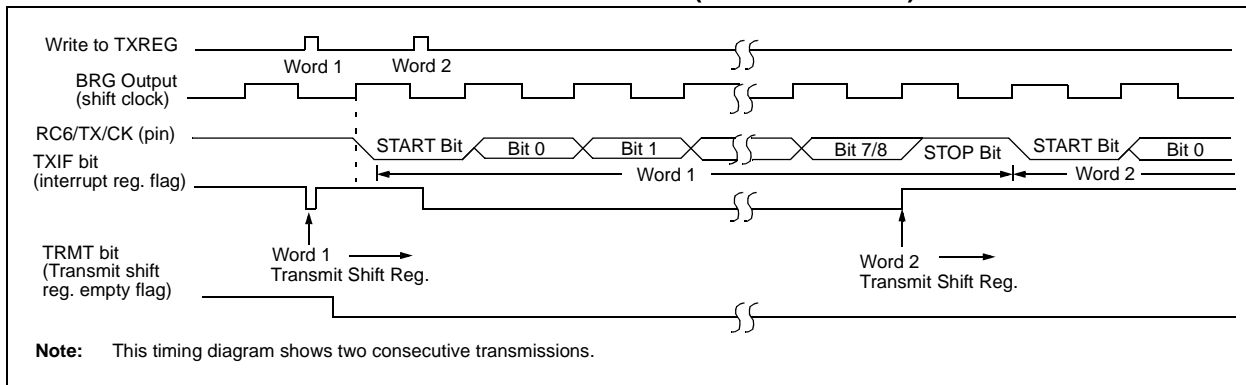 Write to TXREG
Word 1
Word 2
BRG Output
(shift clock)
RC6/TX/CK (pin)
START Bit
Bit 0
Bit 1
Bit 7/8
STOP Bit
START Bit
Bit 0
TXIF bit
(interrupt reg. flag)
Word 1
Word 2
TRMT bit
(Transmit shift
reg. empty flag)
Word 1
Transmit Shift Reg.
Word 2
Transmit Shift Reg.
Note: This timing diagram shows two consecutive transmissions.